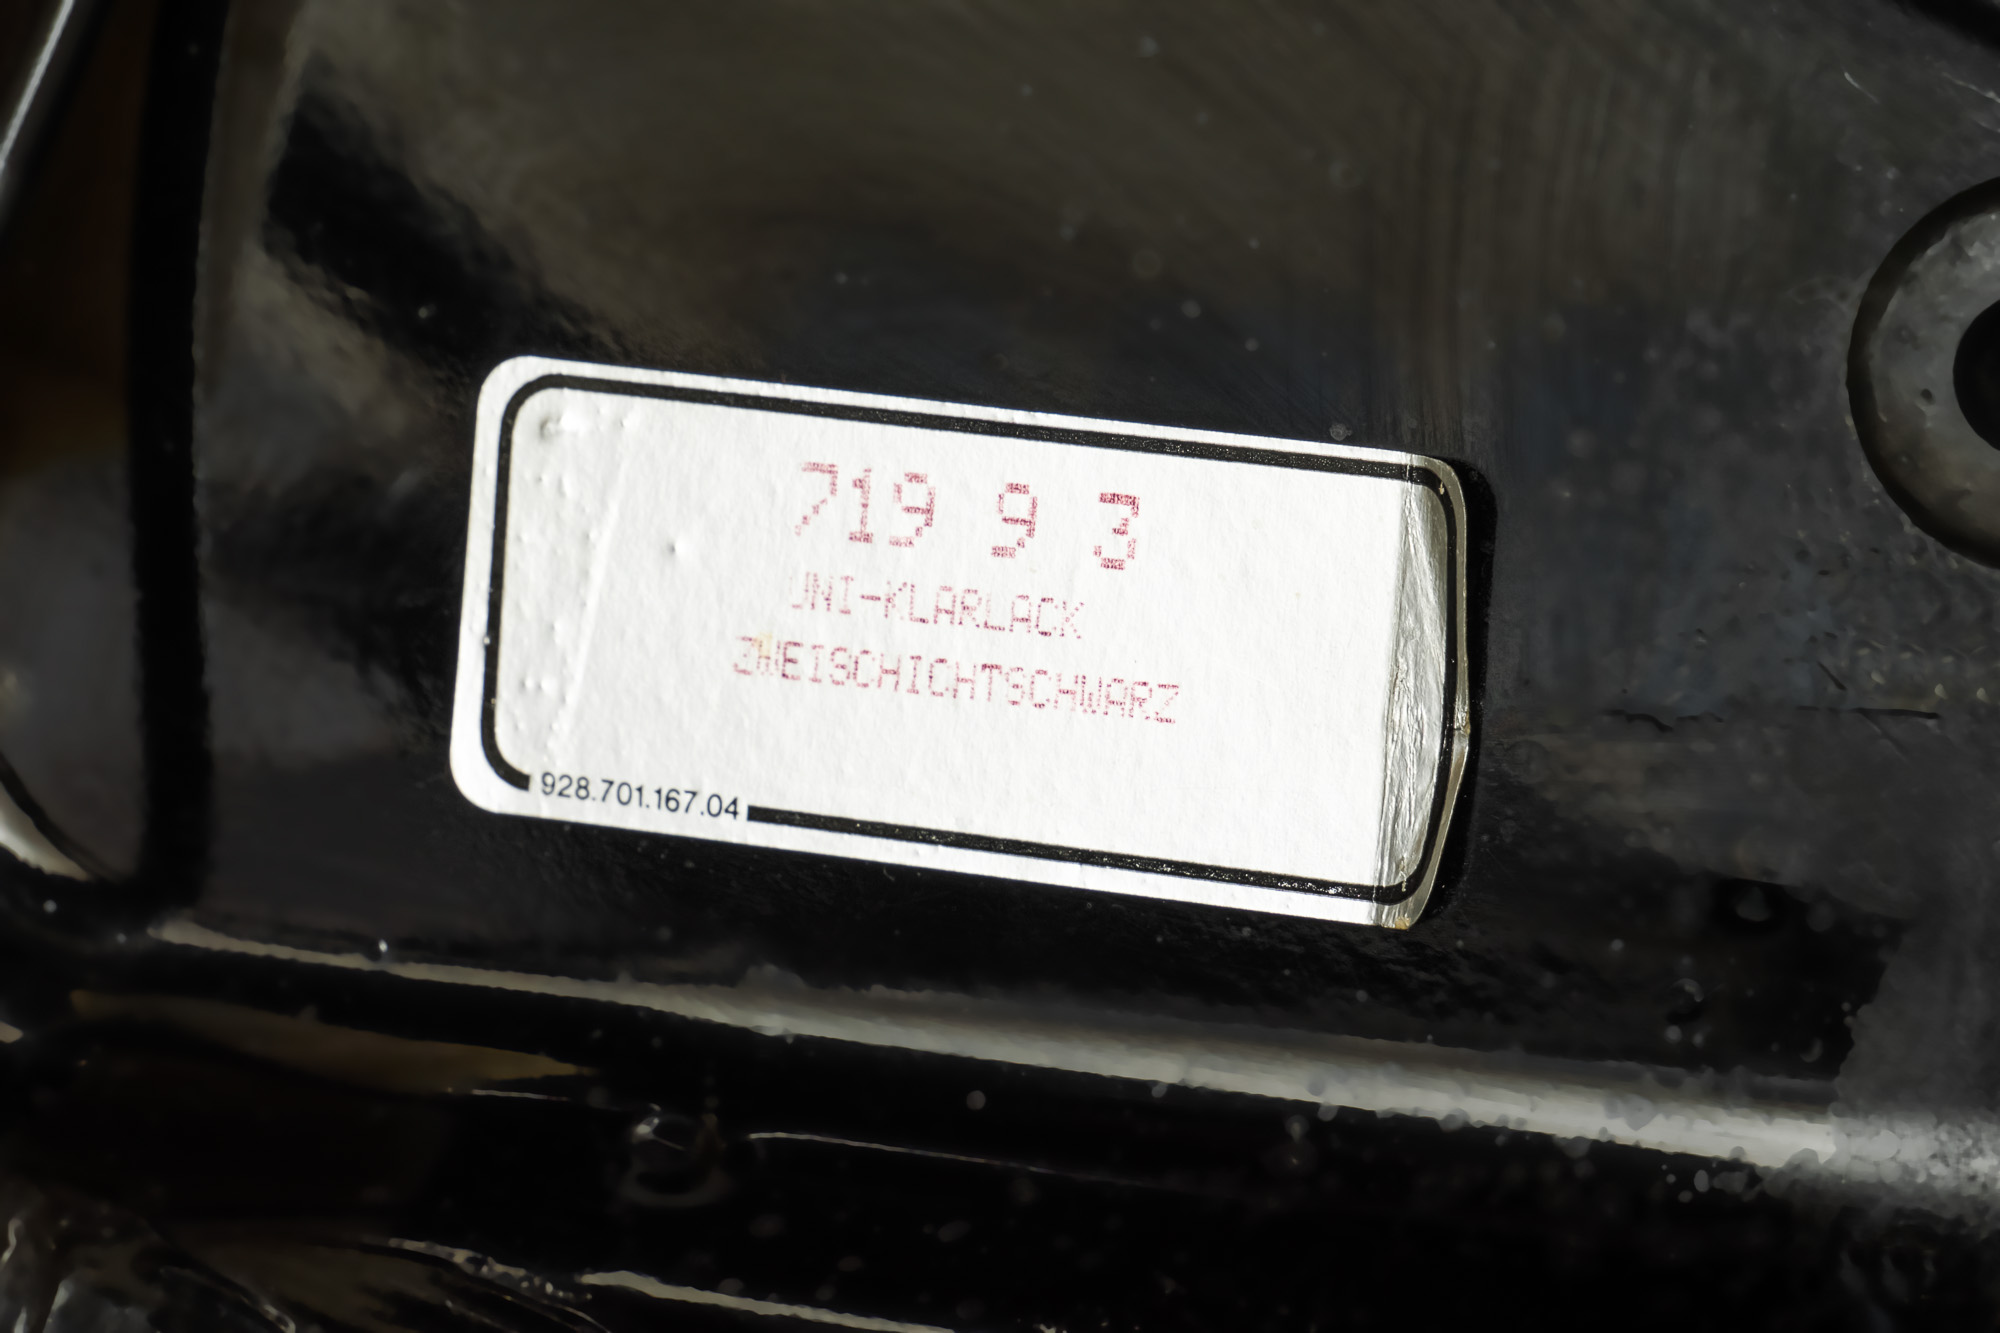 719 9 3
UNI-KLARLACK
ZWEISCHICHTSCHWARZ
928.701.167.04